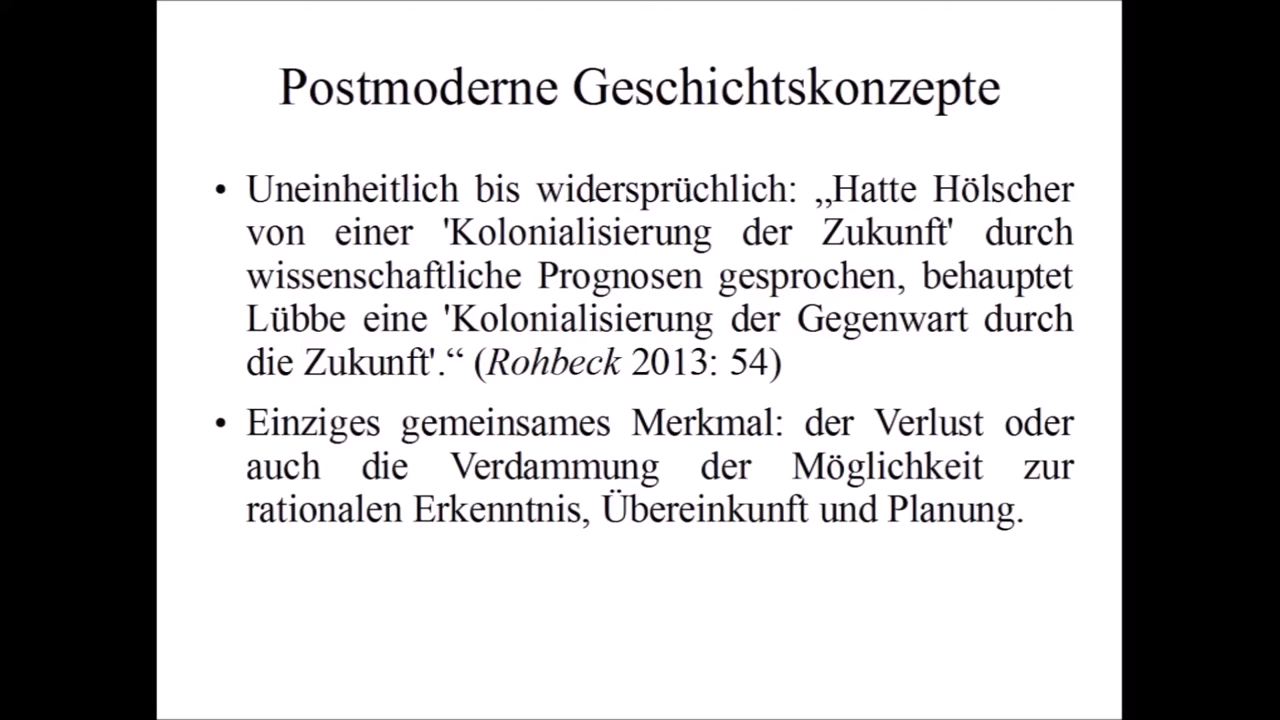 Postmoderne Geschichtskonzepte
• Uneinheitlich bis widersprüchlich: „Hatte Hölscher
von einer 'Kolonialisierung der Zukunft' durch
wissenschaftliche Prognosen gesprochen, behauptet
Lübbe eine 'Kolonialisierung der Gegenwart durch
die Zukunft'.“ (Rohbeck 2013: 54)
• Einziges gemeinsames Merkmal: der Verlust oder
auch die Verdammung der Möglichkeit zur
rationalen Erkenntnis, Übereinkunft und Planung.